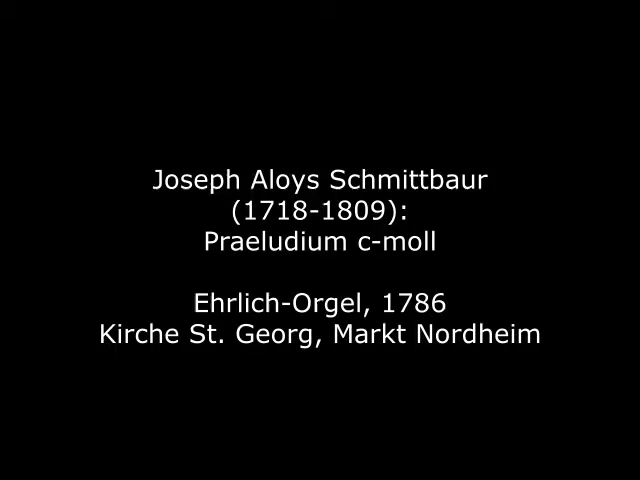 Joseph Aloys Schmittbaur
(1718-1809):
Praeludium c-moll
Ehrlich-Orgel, 1786
Kirche St. Georg, Markt Nordheim